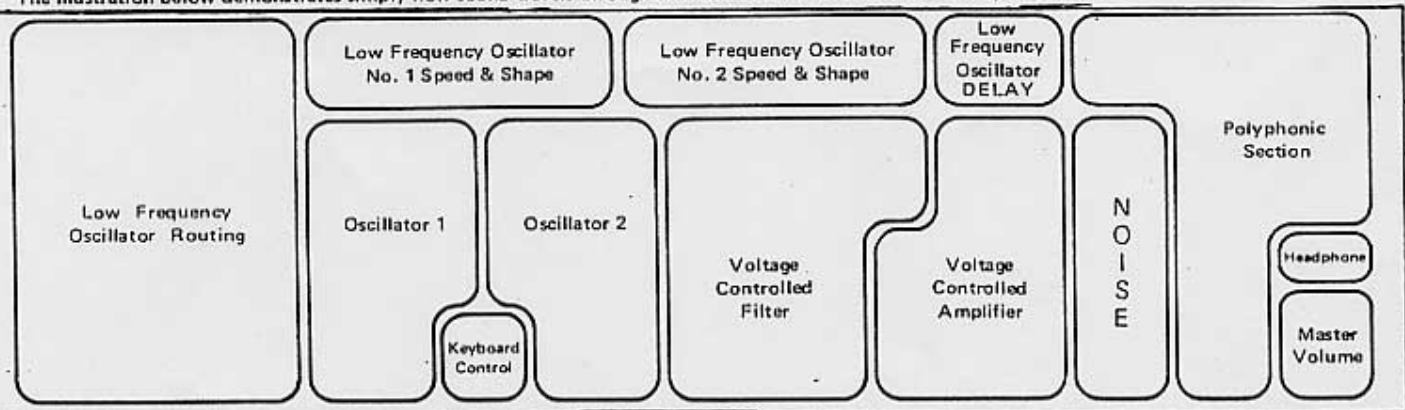 Low Frequency Oscillator
No. 1 Speed & Shape
Low Frequency Oscillator
No. 2 Speed & Shape
Low
Frequency
Oscillator
DELAY
Polyphonic
Section
Low Frequency
Oscillator Routing
Oscillator 1
Oscillator 2
Keyboard
Control
Voltage
Controlled
Filter
Voltage
Controlled
Amplifier
NOISE
Headphone
Master
Volume